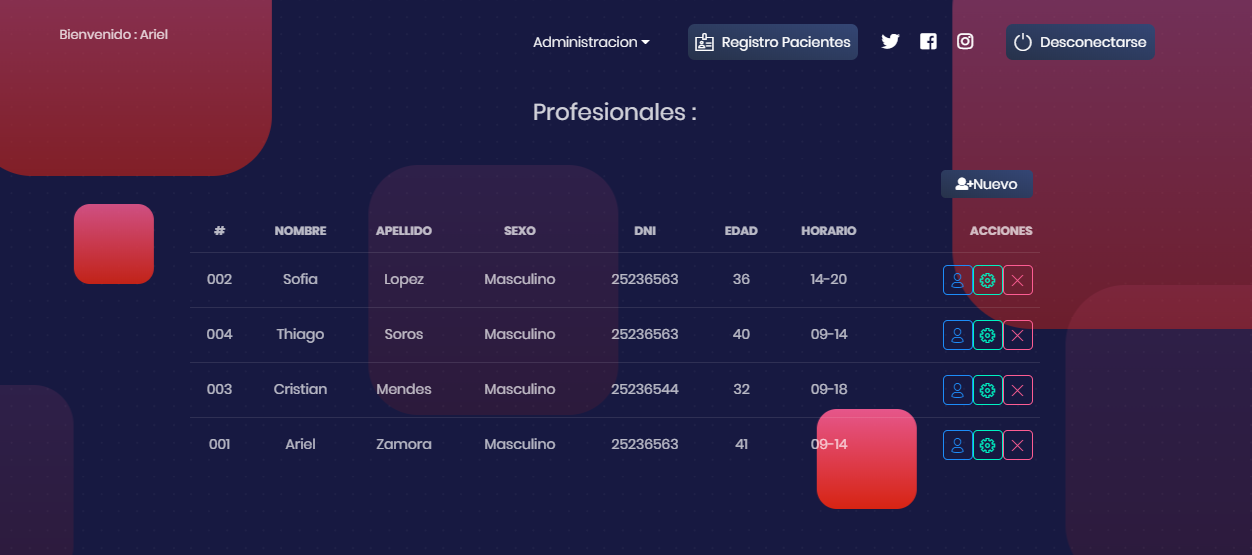 Bienvenido : Ariel
Administracion
Registro Pacientes
Desconectarse
Profesionales :
Nuevo
# NOMBRE APELLIDO SEXO DNI EDAD HORARIO ACCIONES
002 Sofia Lopez Masculino 25236563 36 14-20
004 Thiago Soros Masculino 25236563 40 09-14
003 Cristian Mendes Masculino 25236544 32 09-18
001 Ariel Zamora Masculino 25236563 41 09-14